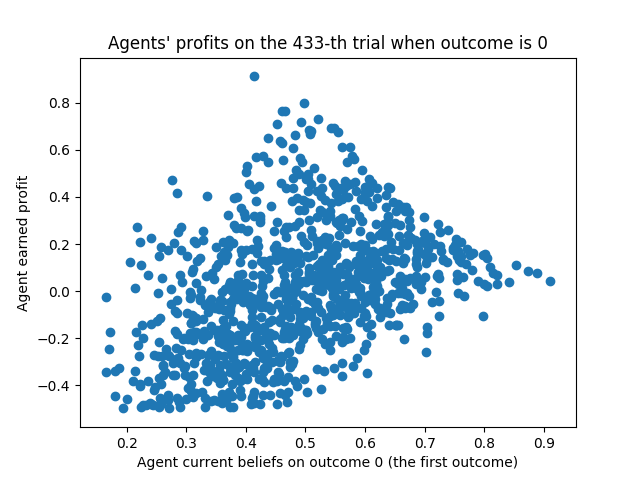 Agents' profits on the 433-th trial when outcome is 0
Agent earned profit
0.8
0.6
0.4
0.2
0.0
−0.2
−0.4
0.2 0.3 0.4 0.5 0.6 0.7 0.8 0.9
Agent current beliefs on outcome 0 (the first outcome)